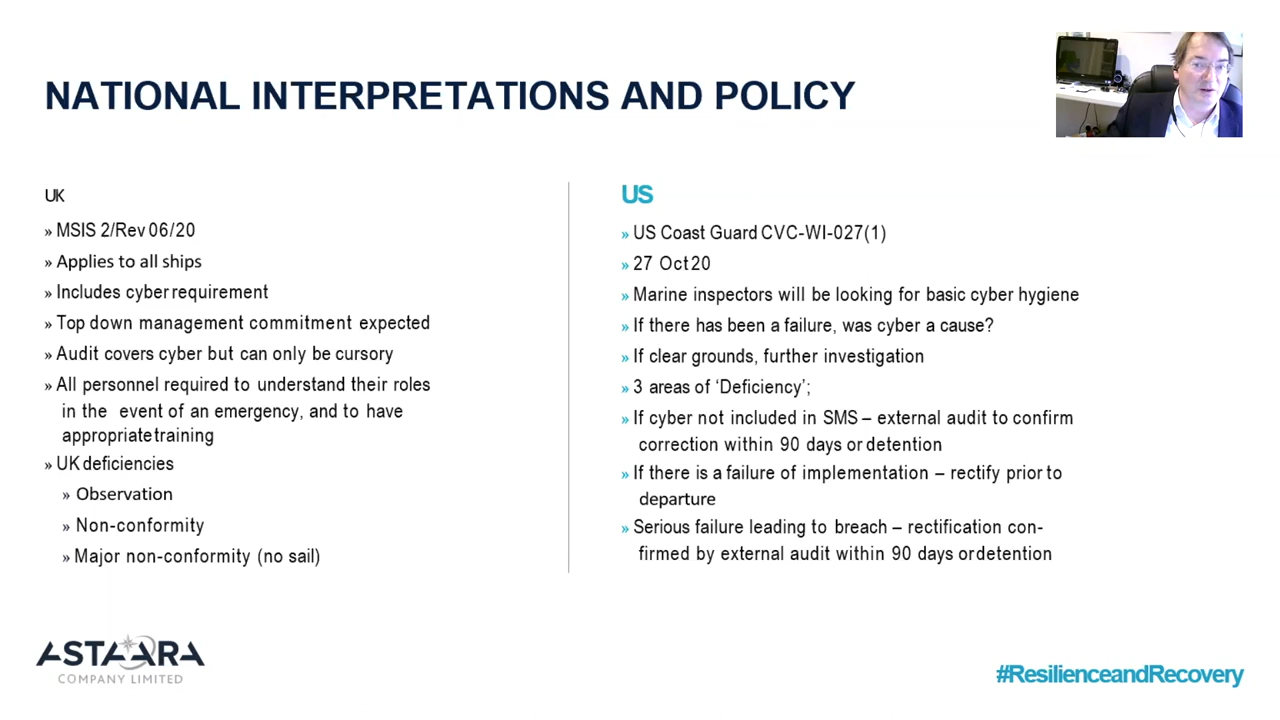 NATIONAL INTERPRETATIONS AND POLICY
UK
» MSIS 2/Rev 06/20
» Applies to all ships
» Includes cyber requirement
» Top down management commitment expected
» Audit covers cyber but can only be cursory
» All personnel required to understand their roles
in the event of an emergency, and to have
appropriate training
» UK deficiencies
» Observation
» Non-conformity
» Major non-conformity (no sail)
US
» US Coast Guard CVC-WI-027(1)
» 27 Oct 20
» Marine inspectors will be looking for basic cyber hygiene
» If there has been a failure, was cyber a cause?
» If clear grounds, further investigation
» 3 areas of ‘Deficiency’;
» If cyber not included in SMS – external audit to confirm
correction within 90 days or detention
» If there is a failure of implementation – rectify prior to
departure
» Serious failure leading to breach – rectification con-
firmed by external audit within 90 days or detention
ASTAARA
COMPANY LIMITED
#ResilienceandRecovery